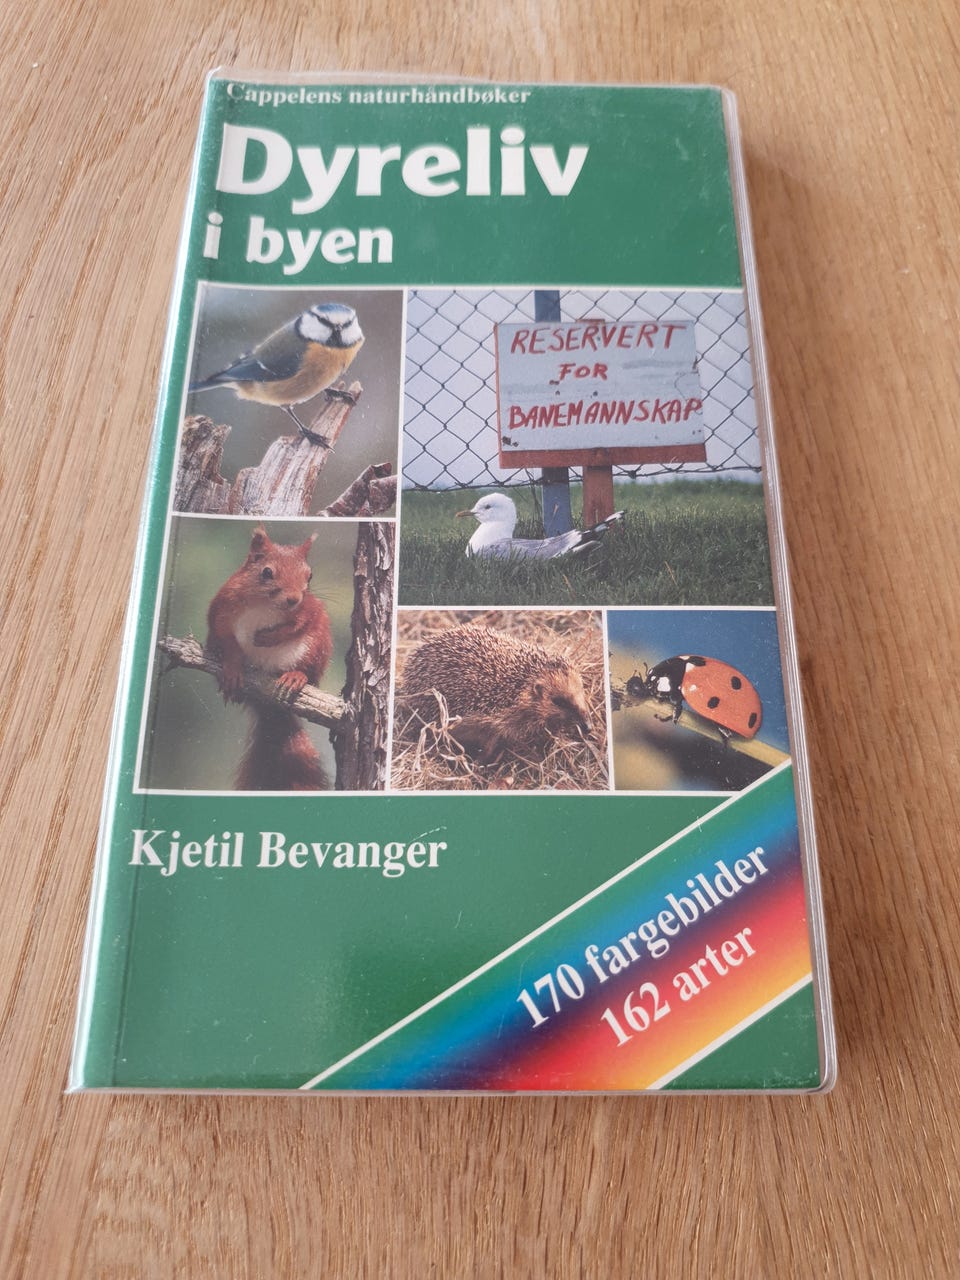 Cappelens naturhåndbøker
Dyreliv
i byen
RESERVERT
FOR
BANEMANNSKAP
Kjetil Bevanger
170 fargebilder
162 arter